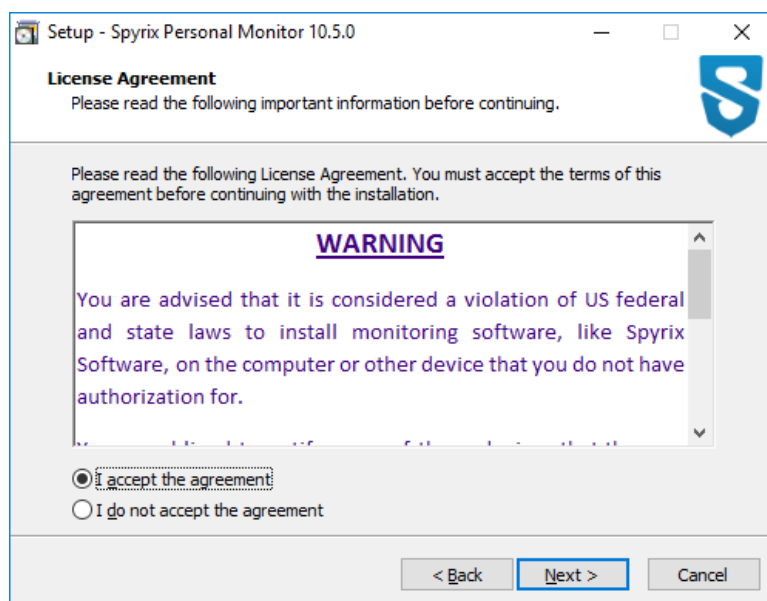 Setup - Spyrix Personal Monitor 10.5.0
License Agreement
Please read the following important information before continuing.
Please read the following License Agreement. You must accept the terms of this
agreement before continuing with the installation.
WARNING
You are advised that it is considered a violation of US federal
and state laws to install monitoring software, like Spyrix
Software, on the computer or other device that you do not have
authorization for.
I accept the agreement
I do not accept the agreement
< Back
Next >
Cancel